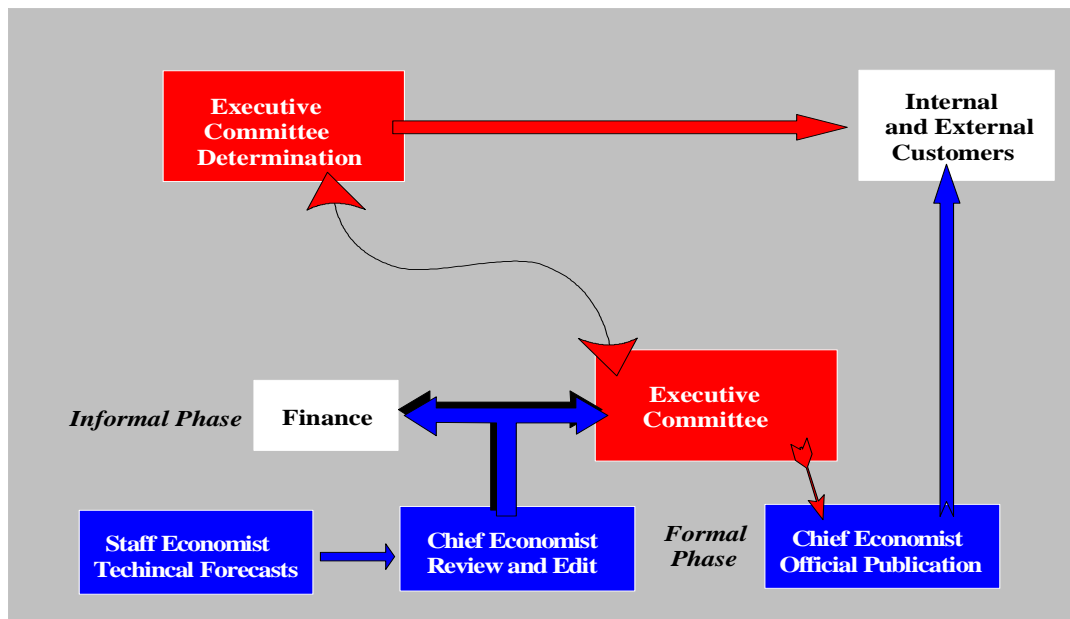 Executive
Committee
Determination
Internal
and External
Customers
Informal Phase
Finance
Executive
Committee
Staff Economist
Techincal Forecasts
Chief Economist
Review and Edit
Formal
Phase
Chief Economist
Official Publication